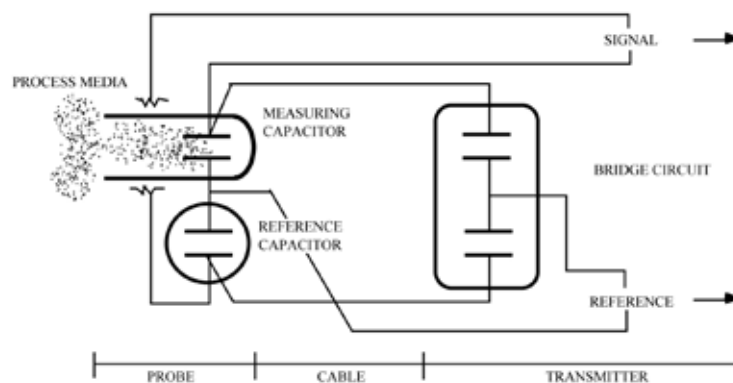 SIGNAL
PROCESS MEDIA
MEASURING
CAPACITOR
BRIDGE CIRCUIT
REFERENCE
CAPACITOR
REFERENCE
PROBE
CABLE
TRANSMITTER